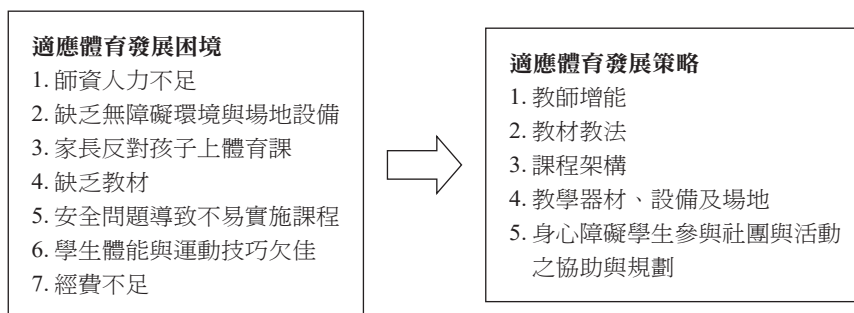 適應體育發展困境
1. 師資人力不足
2. 缺乏無障礙環境與場地設備
3. 家長反對孩子上體育課
4. 缺乏教材
5. 安全問題導致不易實施課程
6. 學生體能與運動技巧欠佳
7. 經費不足
適應體育發展策略
1. 教師增能
2. 教材教法
3. 課程架構
4. 教學器材、設備及場地
5. 身心障礙學生參與社團與活動
之協助與規劃